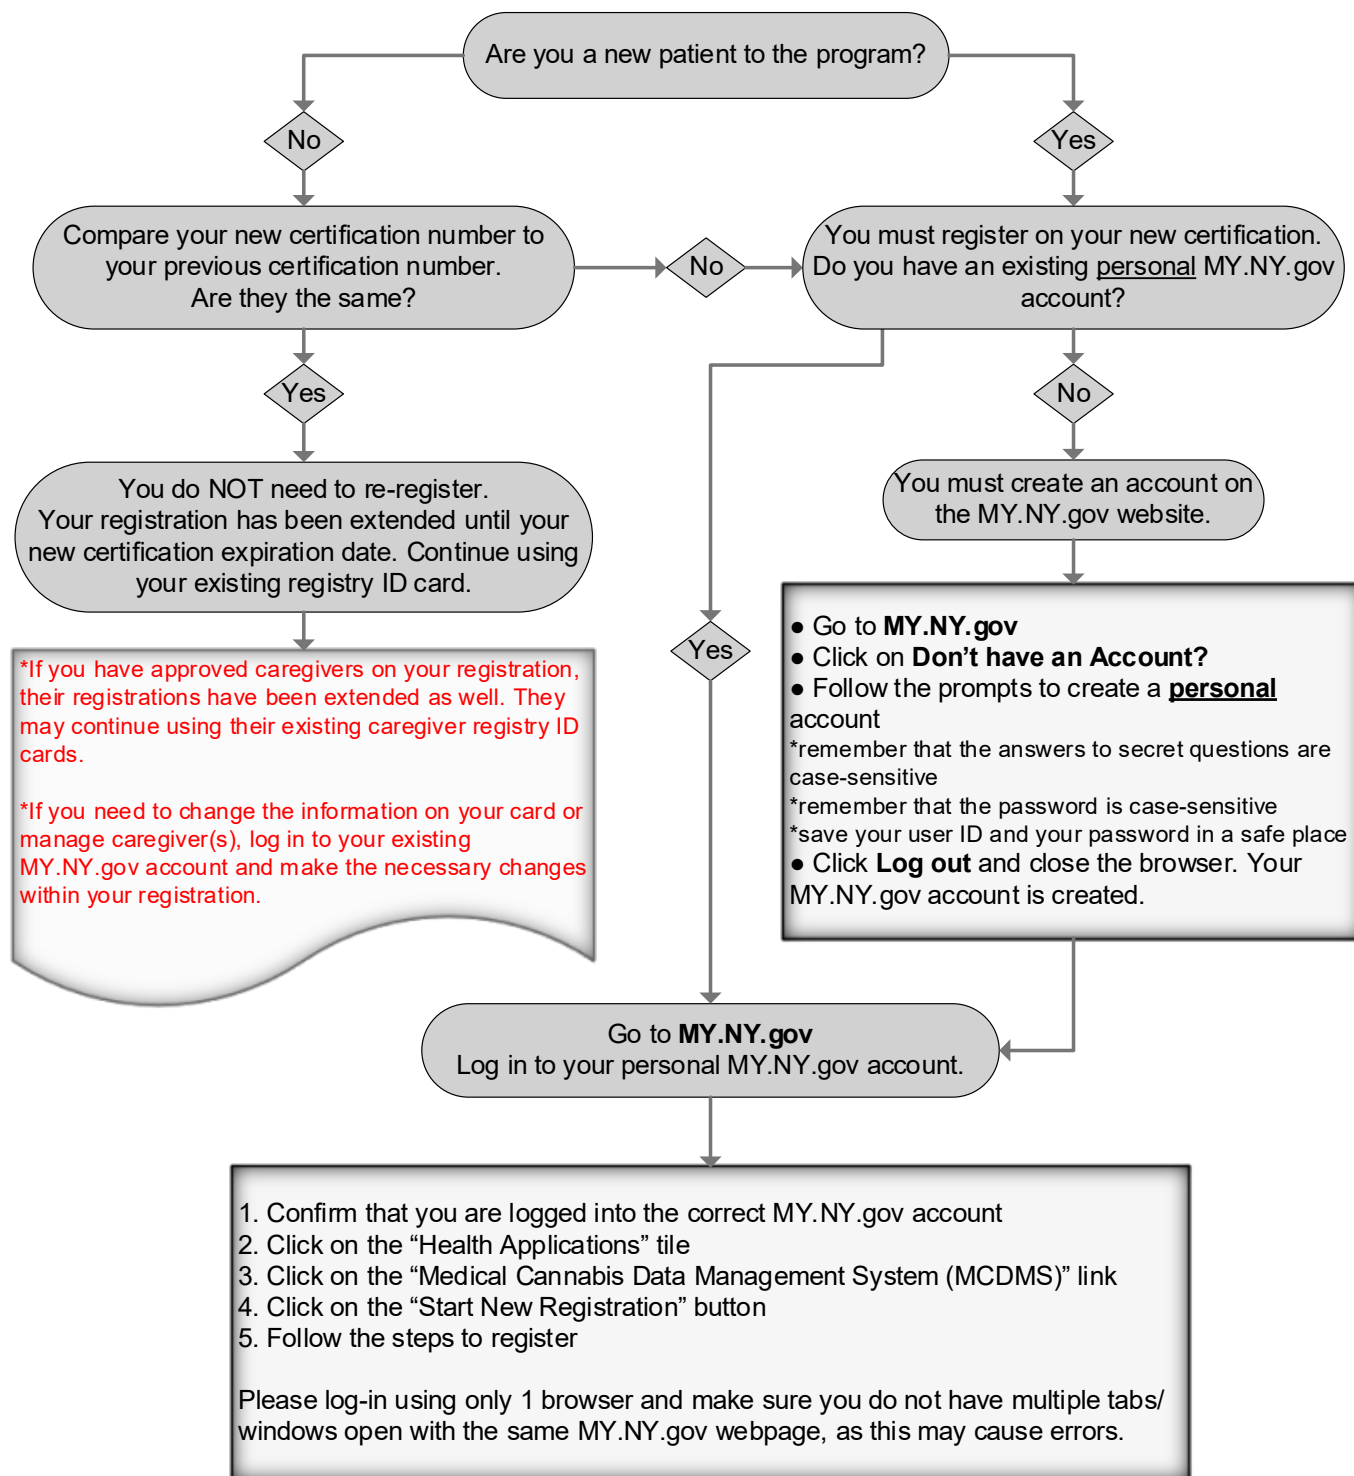 Are you a new patient to the program?
No
Yes
Compare your new certification number to
your previous certification number.
Are they the same?
No
You must register on your new certification.
Do you have an existing personal MY.NY.gov
account?
Yes
No
You do NOT need to re-register.
Your registration has been extended until your
new certification expiration date. Continue using
your existing registry ID card.
You must create an account on
the MY.NY.gov website.
*If you have approved caregivers on your registration,
their registrations have been extended as well. They
may continue using their existing caregiver registry ID
cards.
*If you need to change the information on your card or
manage caregiver(s), log in to your existing
MY.NY.gov account and make the necessary changes
within your registration.
Yes
● Go to MY.NY.gov
● Click on Don’t have an Account?
● Follow the prompts to create a personal
account
*remember that the answers to secret questions are
case-sensitive
*remember that the password is case-sensitive
*save your user ID and your password in a safe place
● Click Log out and close the browser. Your
MY.NY.gov account is created.
Go to MY.NY.gov
Log in to your personal MY.NY.gov account.
1. Confirm that you are logged into the correct MY.NY.gov account
2. Click on the “Health Applications” tile
3. Click on the “Medical Cannabis Data Management System (MCDMS)” link
4. Click on the “Start New Registration” button
5. Follow the steps to register
Please log-in using only 1 browser and make sure you do not have multiple tabs/
windows open with the same MY.NY.gov webpage, as this may cause errors.